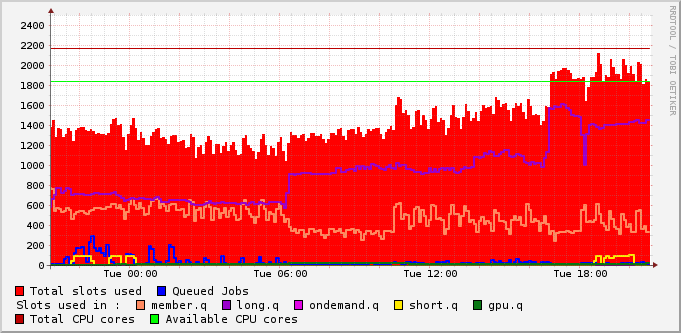 2400
2200
2000
1800
1600
1400
1200
1000
800
600
400
200
0
Tue 00:00 Tue 06:00 Tue 12:00 Tue 18:00
Total slots used Queued Jobs
Slots used in : member.q long.q ondemand.q short.q gpu.q
Total CPU cores Available CPU cores
RRDTOOL / TOBI OETIKER